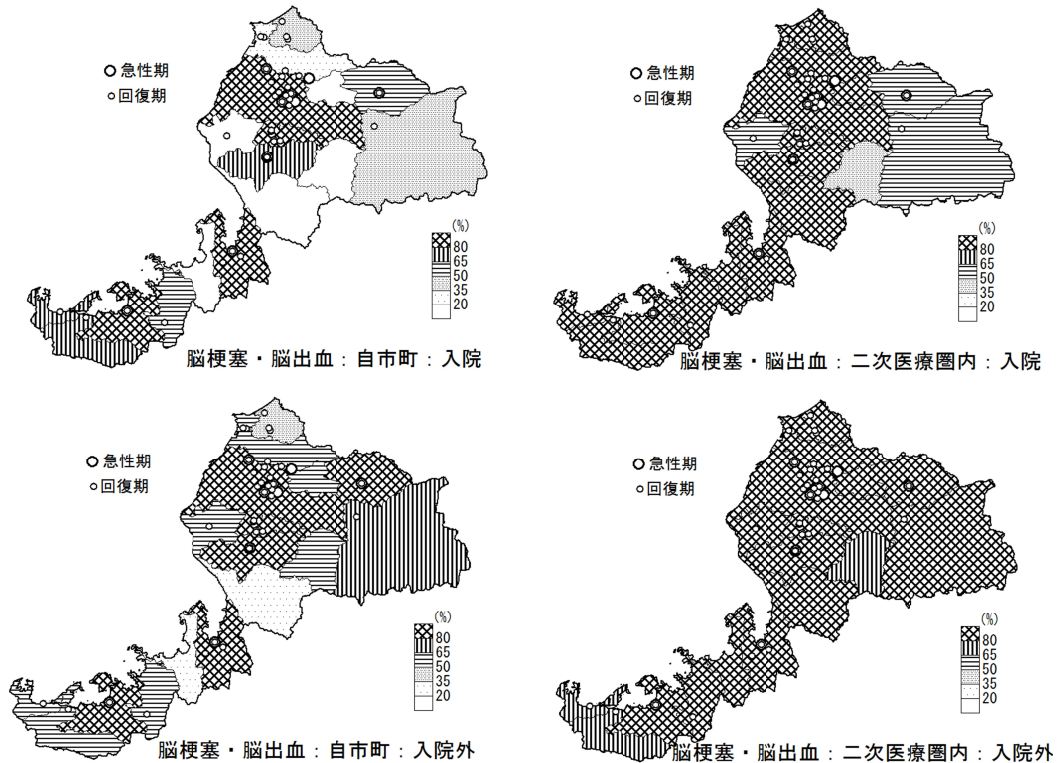 急性期
回復期
(%)
80
65
50
35
20
脳梗塞・脳出血：自市町：入院
急性期
回復期
(%)
80
65
50
35
20
脳梗塞・脳出血：二次医療圏内：入院
急性期
回復期
(%)
80
65
50
35
20
脳梗塞・脳出血：自市町：入院外
急性期
回復期
(%)
80
65
50
35
20
脳梗塞・脳出血：二次医療圏内：入院外